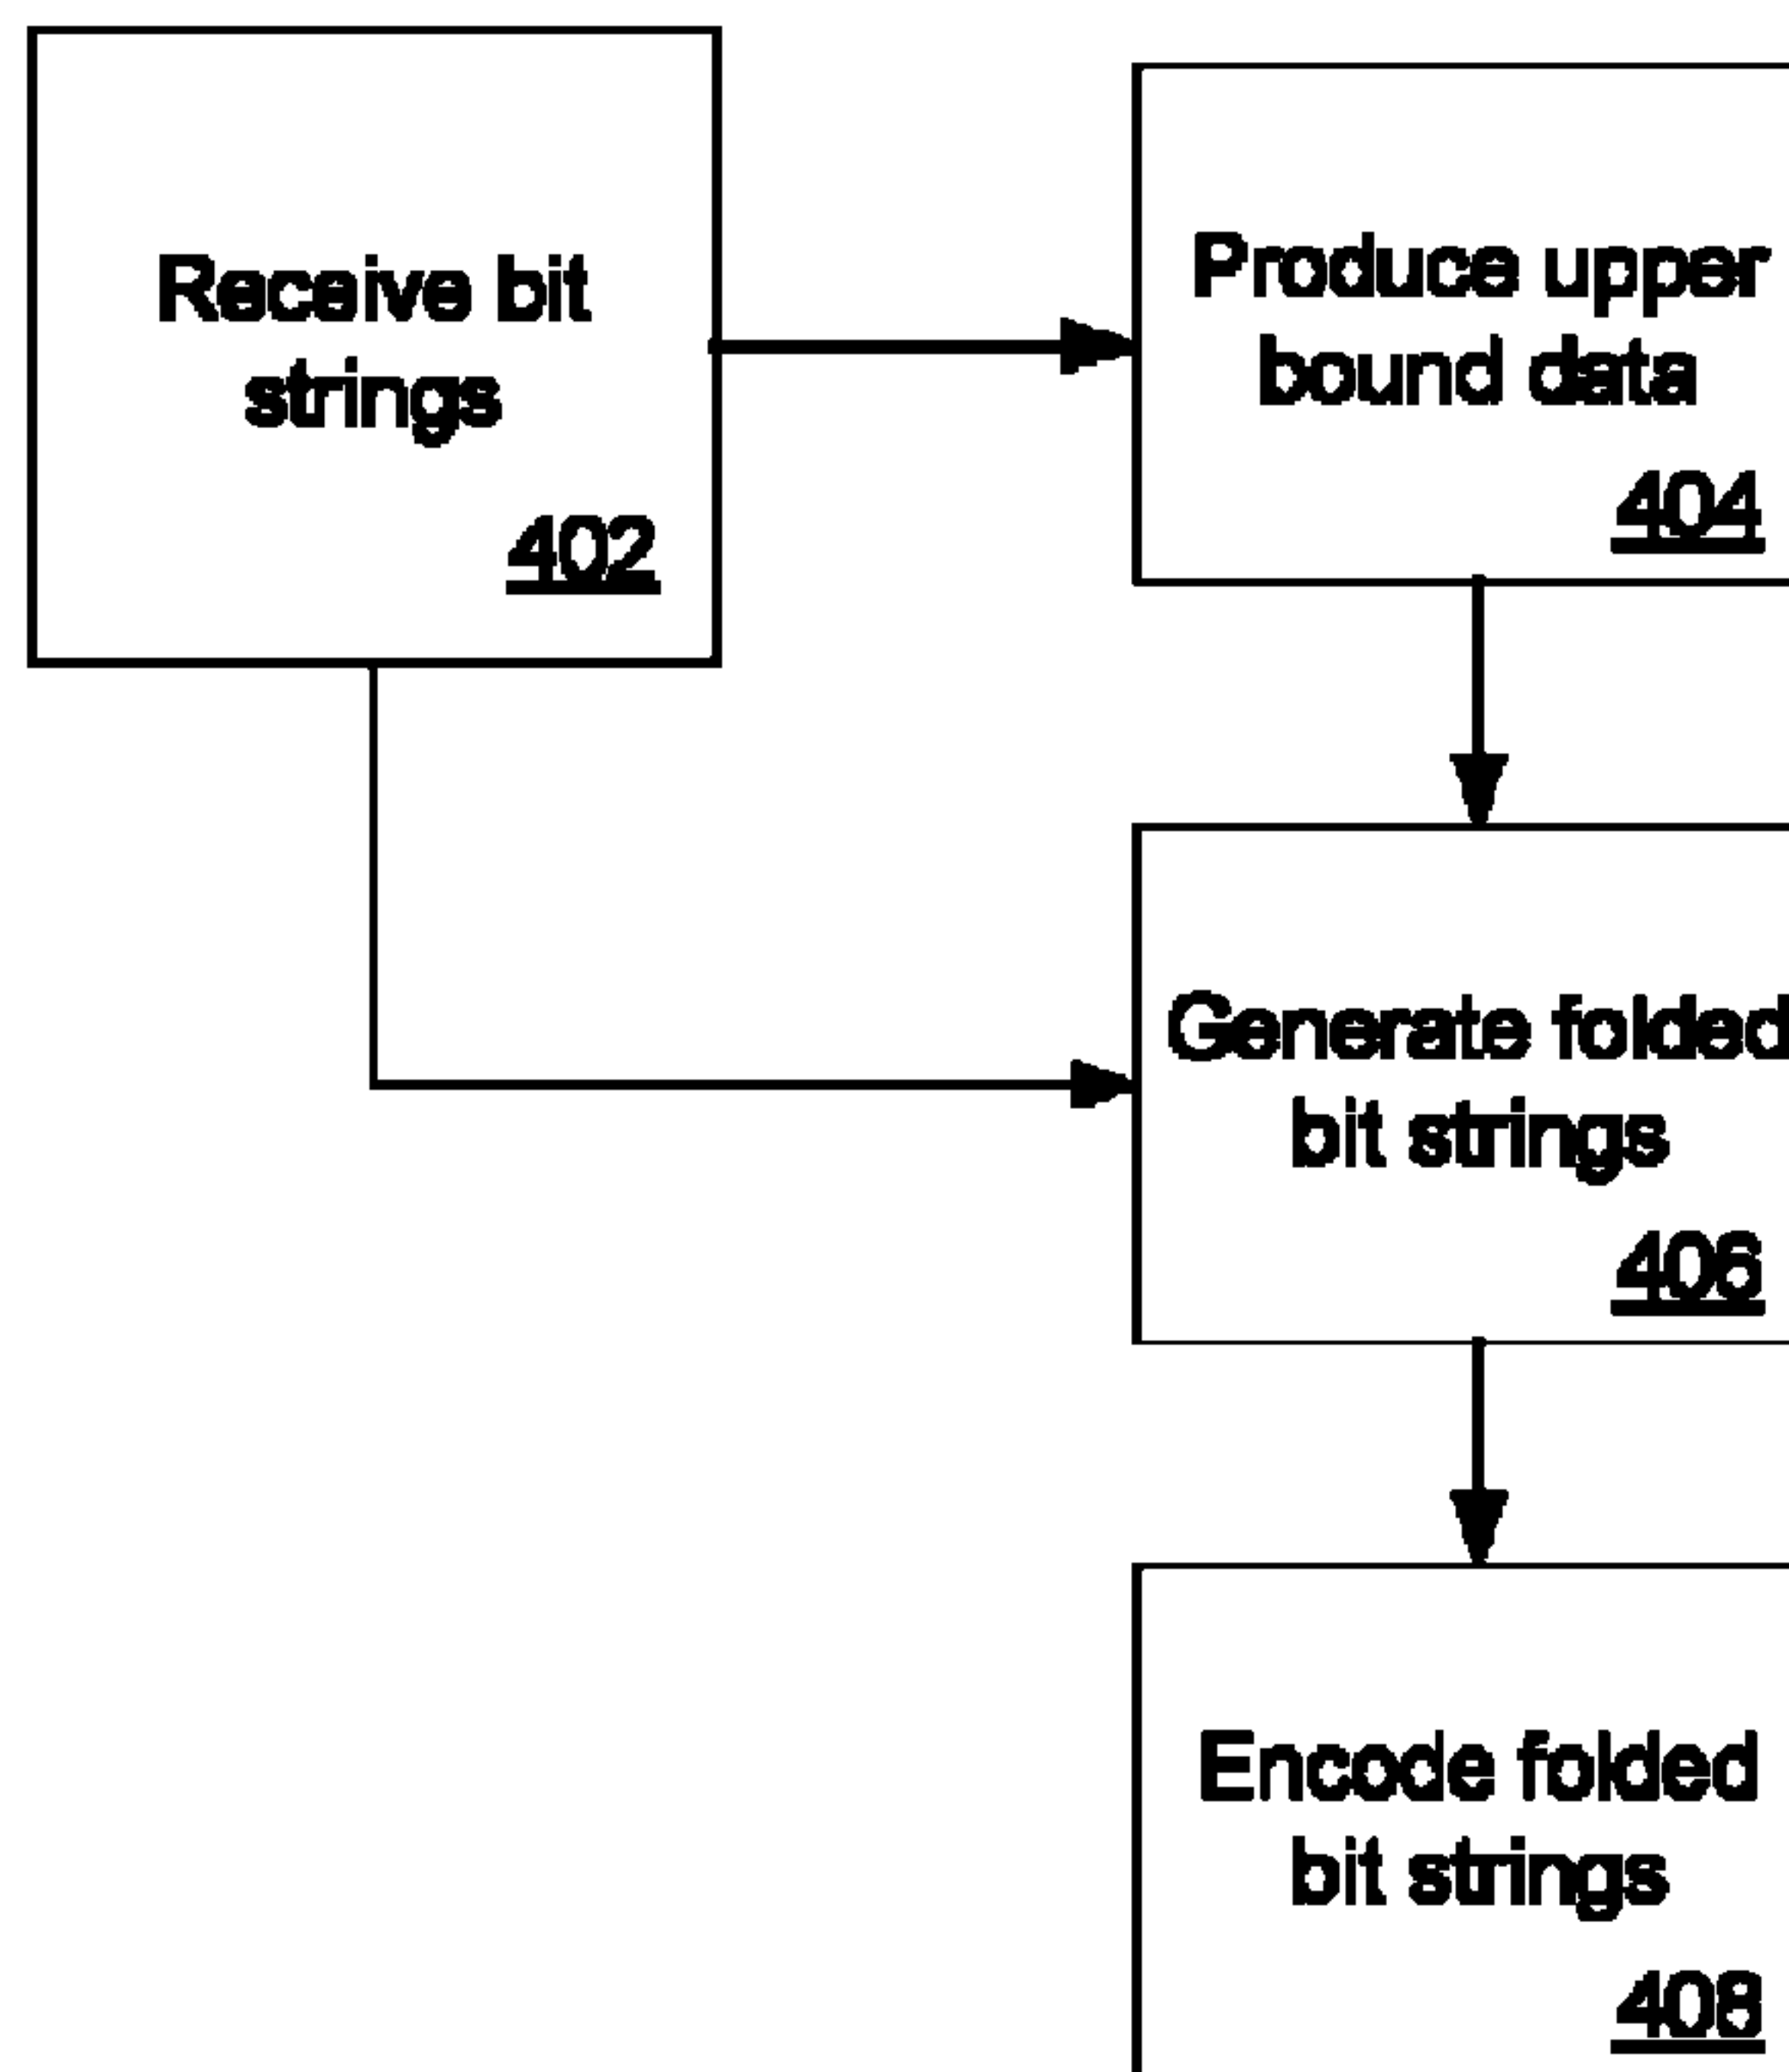 Receive bit
strings
402
Produce upper
bound data
404
Generate folded
bit strings
406
Encode folded
bit strings
408